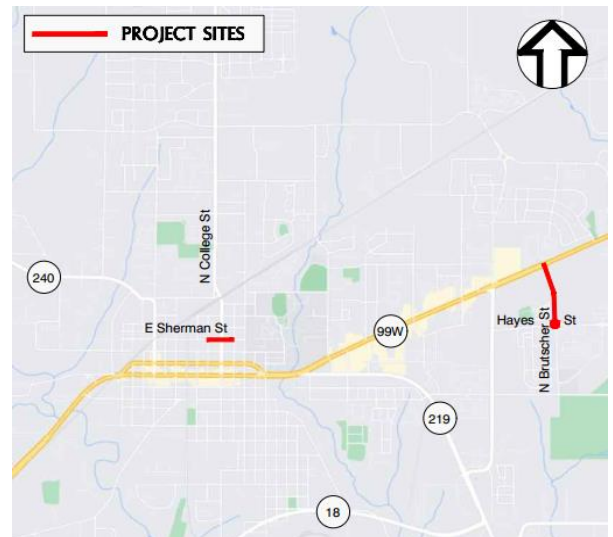 PROJECT SITES
N College St
240
E Sherman St
99W
Hayes St
N Brutscher St
219
18